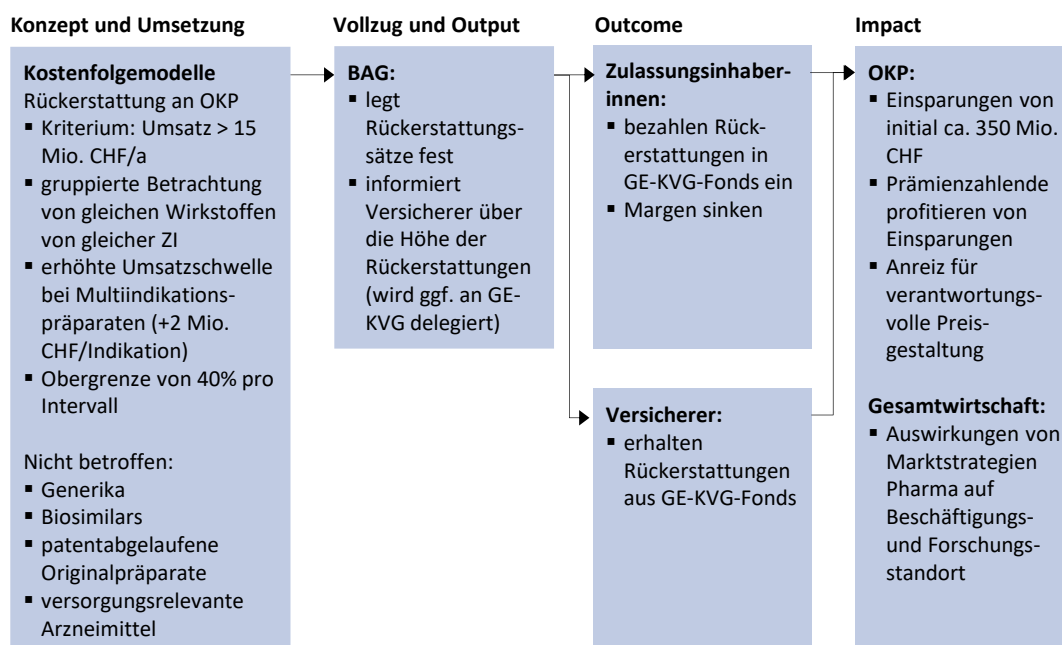 Konzept und Umsetzung
Kostenfolgemodelle
Rückerstattung an OKP
▪ Kriterium: Umsatz > 15
Mio. CHF/a
▪ gruppierte Betrachtung
von gleichen Wirkstoffen
von gleicher ZI
▪ erhöhte Umsatzschwelle
bei Multiindikations-
präparaten (+2 Mio.
CHF/Indikation)
▪ Obergrenze von 40% pro
Intervall
Nicht betroffen:
▪ Generika
▪ Biosimilars
▪ patentabgelaufene
Originalpräparate
▪ versorgungsrelevante
Arzneimittel
Vollzug und Output
BAG:
▪ legt
Rückerstattungs-
sätze fest
▪ informiert
Versicherer über
die Höhe der
Rückerstattungen
(wird ggf. an GE-
KVG delegiert)
Outcome
Zulassungsinhaber-
innen:
▪ bezahlen Rück-
erstattungen in
GE-KVG-Fonds ein
▪ Margen sinken
Versicherer:
▪ erhalten
Rückerstattungen
aus GE-KVG-Fonds
Impact
OKP:
▪ Einsparungen von
initial ca. 350 Mio.
CHF
▪ Prämienzahlende
profitieren von
Einsparungen
▪ Anreiz für
verantwortungs-
volle Preis-
gestaltung
Gesamtwirtschaft:
▪ Auswirkungen von
Marktstrategien
Pharma auf
Beschäftigungs-
und Forschungs-
standort